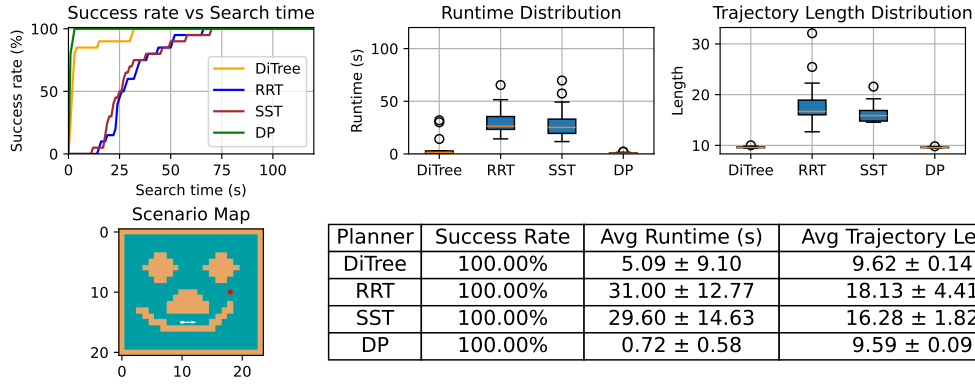 Success rate vs Search time
100
50
0
Success rate (%)
0
25
50
75
100
Search time (s)
DiTree
RRT
SST
DP
Runtime Distribution
100
50
0
Runtime (s)
DiTree
RRT
SST
DP
Trajectory Length Distribution
30
20
10
Length
DiTree
RRT
SST
DP
Scenario Map
0
10
20
0
10
20
Planner Success Rate Avg Runtime (s) Avg Trajectory Le
DiTree 100.00% 5.09 ± 9.10 9.62 ± 0.14
RRT 100.00% 31.00 ± 12.77 18.13 ± 4.41
SST 100.00% 29.60 ± 14.63 16.28 ± 1.82
DP 100.00% 0.72 ± 0.58 9.59 ± 0.09